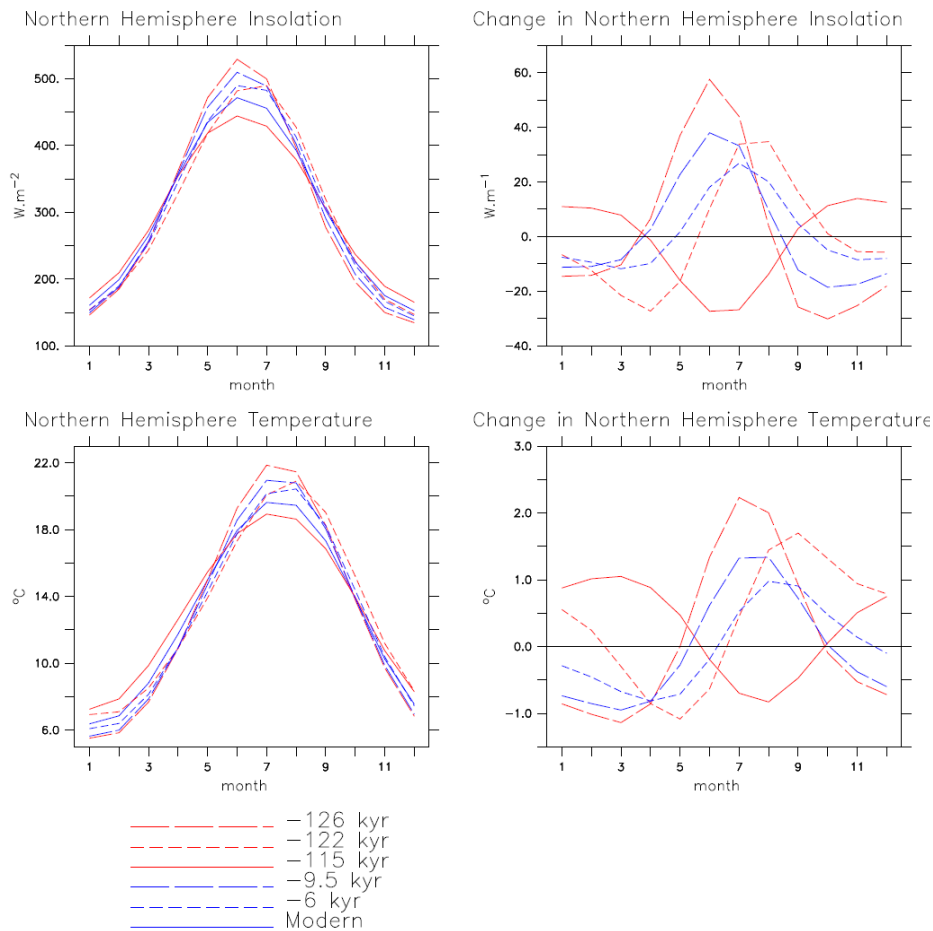 Northern Hemisphere Insolation
500.
400.
300.
200.
100.
W.m-2
1 3 5 7 9 11
month
Change in Northern Hemisphere Insolation
60.
40.
20.
0.
-20.
-40.
W.m-1
1 3 5 7 9 11
month
Northern Hemisphere Temperature
22.0
18.0
14.0
10.0
6.0
°C
1 3 5 7 9 11
month
Change in Northern Hemisphere Temperature
3.0
2.0
1.0
0.0
-1.0
°C
1 3 5 7 9 11
month
-126 kyr
-122 kyr
-115 kyr
-9.5 kyr
-6 kyr
Modern